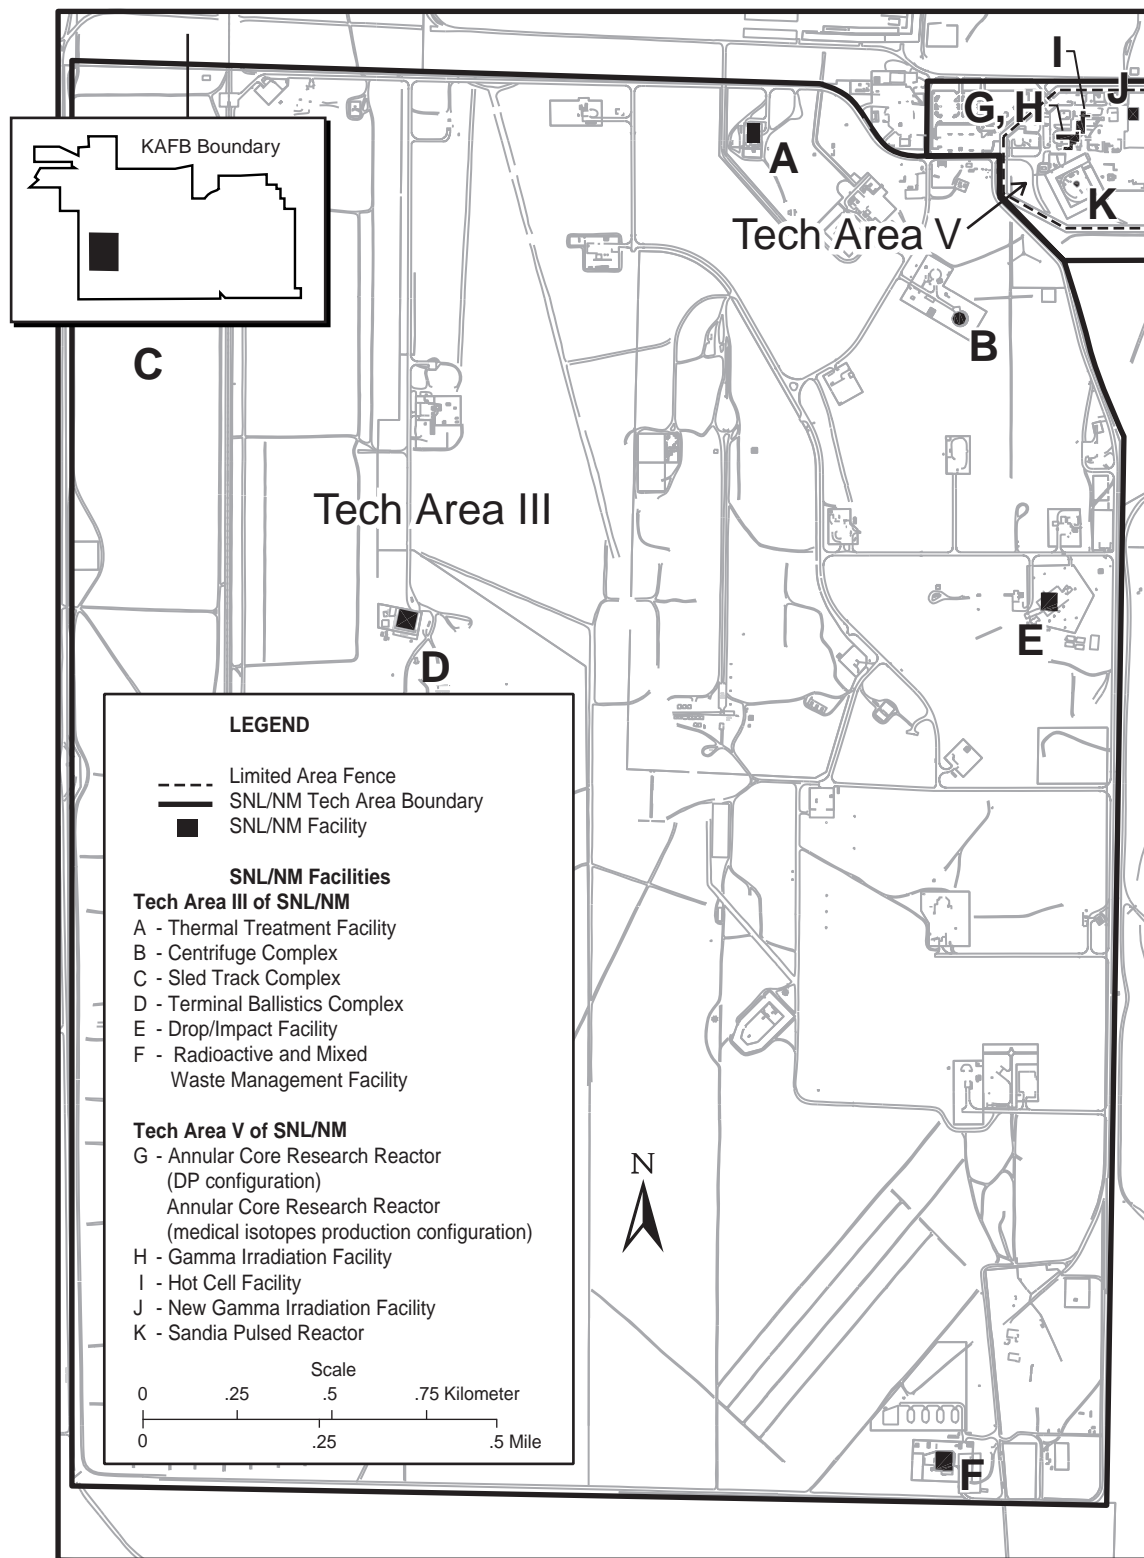 I
J
G, H
KAFB Boundary
A
K
Tech Area V
B
C
Tech Area III
E
D
LEGEND
Limited Area Fence
SNL/NM Tech Area Boundary
SNL/NM Facility
SNL/NM Facilities
Tech Area III of SNL/NM
A - Thermal Treatment Facility
B - Centrifuge Complex
C - Sled Track Complex
D - Terminal Ballistics Complex
E - Drop/Impact Facility
F - Radioactive and Mixed
Waste Management Facility
Tech Area V of SNL/NM
G - Annular Core Research Reactor
(DP configuration)
Annular Core Research Reactor
(medical isotopes production configuration)
H - Gamma Irradiation Facility
I - Hot Cell Facility
J - New Gamma Irradiation Facility
K - Sandia Pulsed Reactor
Scale
0 .25 .5 .75 Kilometer
0 .25 .5 Mile
N
F